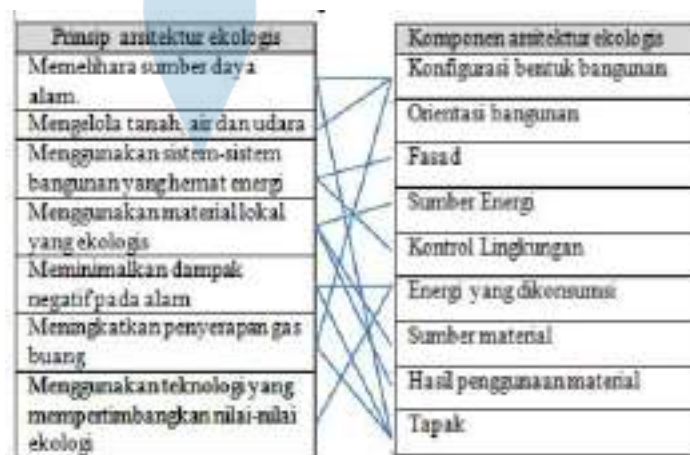 Prinsip arsitektur ekologis
Memelihara sumber daya
alam.
Mengelola tanah, air dan udara
Menggunakan sistem-sistem
bangunan yang hemat energi
Menggunakan material lokal
yang ekologis
Meminimalkan dampak
negatif pada alam
Meningkatkan penyerapan gas
buang
Menggunakan teknologi yang
mempertimbangkan nilai-nilai
ekologi
Komponen arsitektur ekologis
Konfigurasi bentuk bangunan
Orientasi bangunan
Fasad
Sumber Energi
Kontrol Lingkungan
Energi yang dikonsumsi
Sumber material
Hasil penggunaan material
Tapak